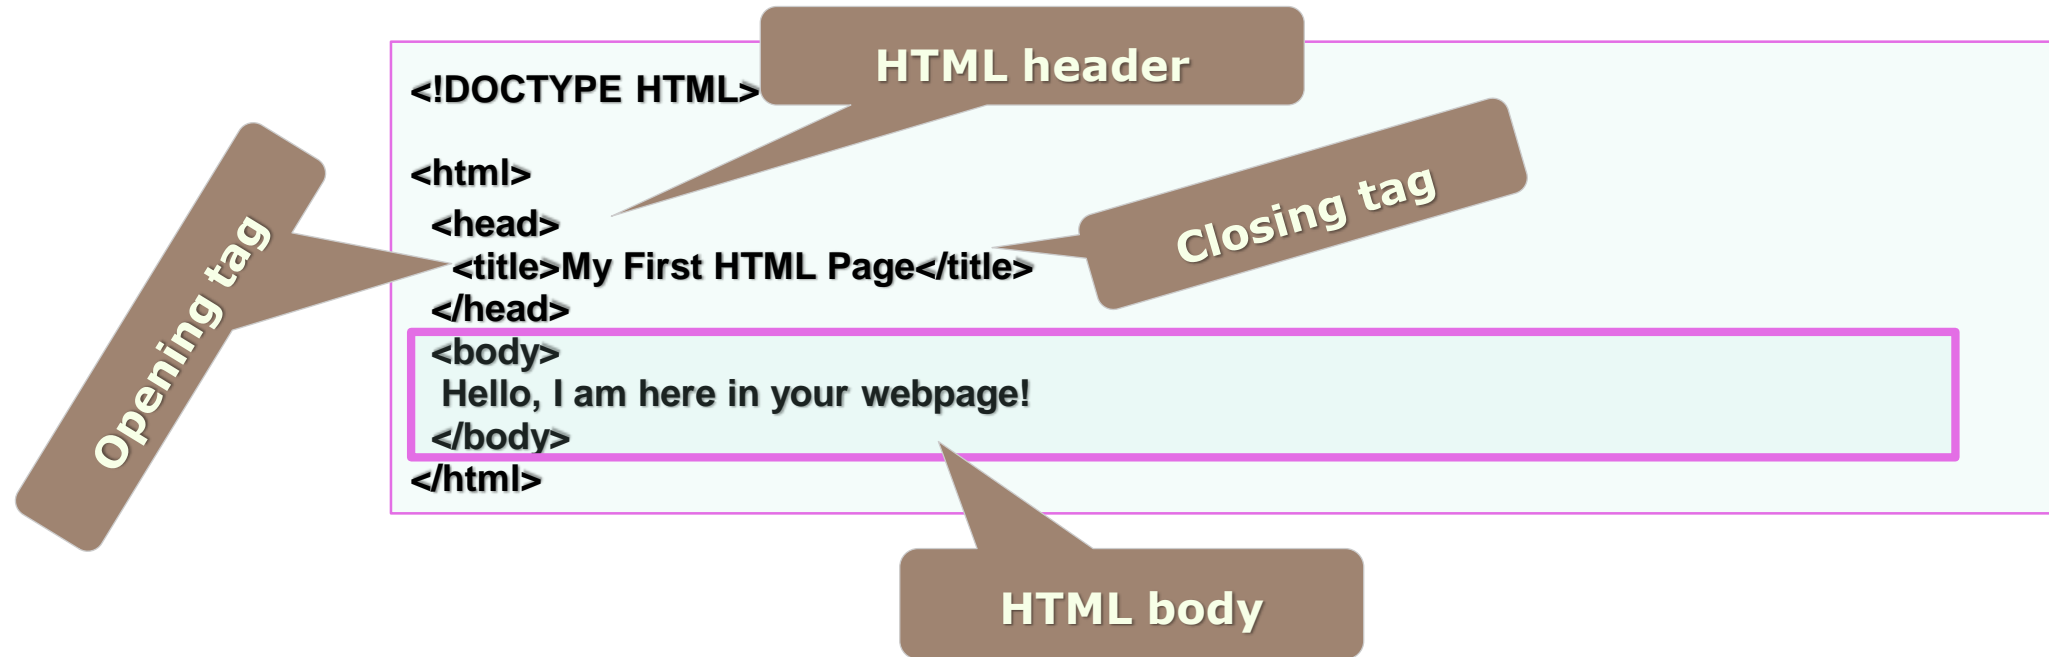 HTML header
<!DOCTYPE HTML>
<html>
<head>
<title>My First HTML Page</title>
</head>
<body>
Hello, I am here in your webpage!
</body>
</html>
Opening tag
Closing tag
HTML body